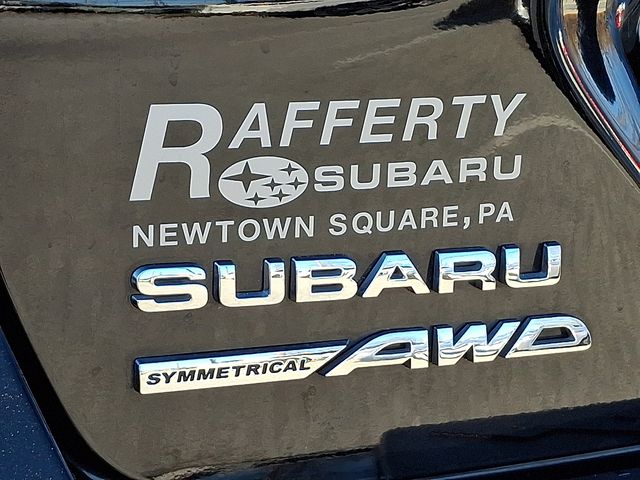 RAFFERTY
SUBARU
NEWTOWN SQUARE, PA
SUBARU
SYMMETRICAL AWD